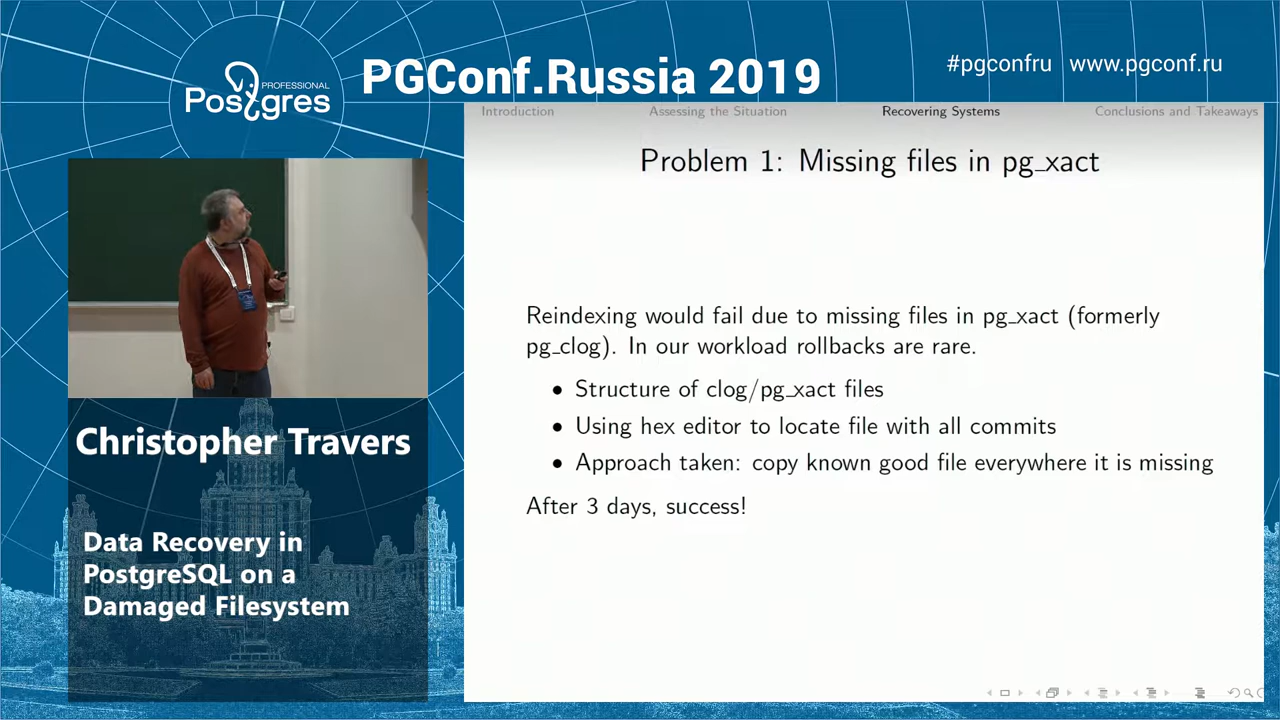 PROFESSIONAL
Postgres
PGConf.Russia 2019
#pgconfru www.pgconf.ru
Introduction
Assessing the Situation
Recovering Systems
Conclusions and Takeaways
Problem 1: Missing files in pg_xact
Reindexing would fail due to missing files in pg_xact (formerly
pg_clog). In our workload rollbacks are rare.
• Structure of clog/pg_xact files
• Using hex editor to locate file with all commits
• Approach taken: copy known good file everywhere it is missing
After 3 days, success!
Christopher Travers
Data Recovery in
PostgreSQL on a
Damaged Filesystem